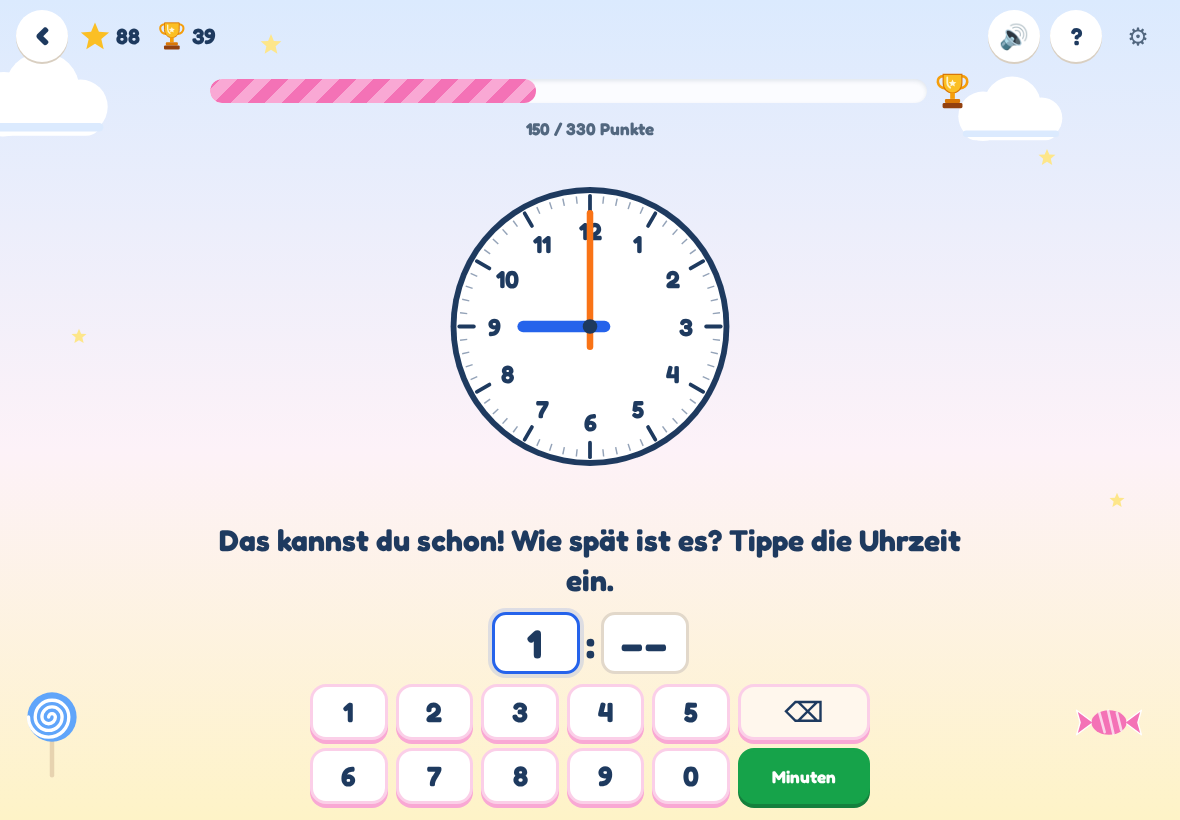 88 39 ?
150 / 330 Punkte
12
11 1
10 2
9 3
8 4
7 5
6
Das kannst du schon! Wie spät ist es? Tippe die Uhrzeit
ein.
1 : --
1 2 3 4 5 ⌫
6 7 8 9 0 Minuten